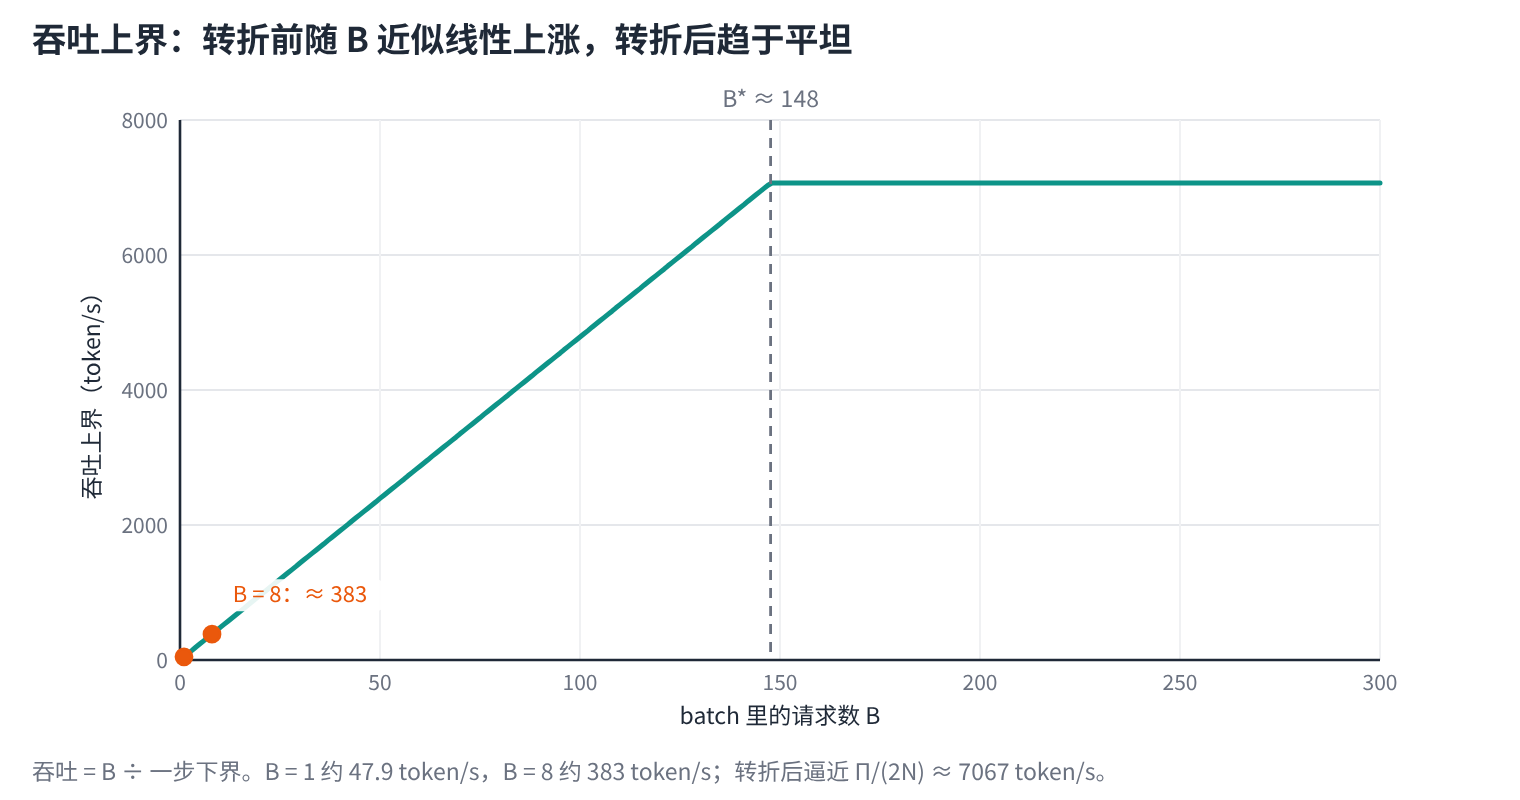 吞吐上界：转折前随 B 近似线性上涨，转折后趋于平坦
B* ≈ 148
8000
6000
4000
2000
0
吞吐上界（token/s）
B = 8：≈ 383
0
50
100
150
200
250
300
batch 里的请求数 B
吞吐 = B ÷ 一步下界。B = 1 约 47.9 token/s，B = 8 约 383 token/s；转折后逼近 Π/(2N) ≈ 7067 token/s。